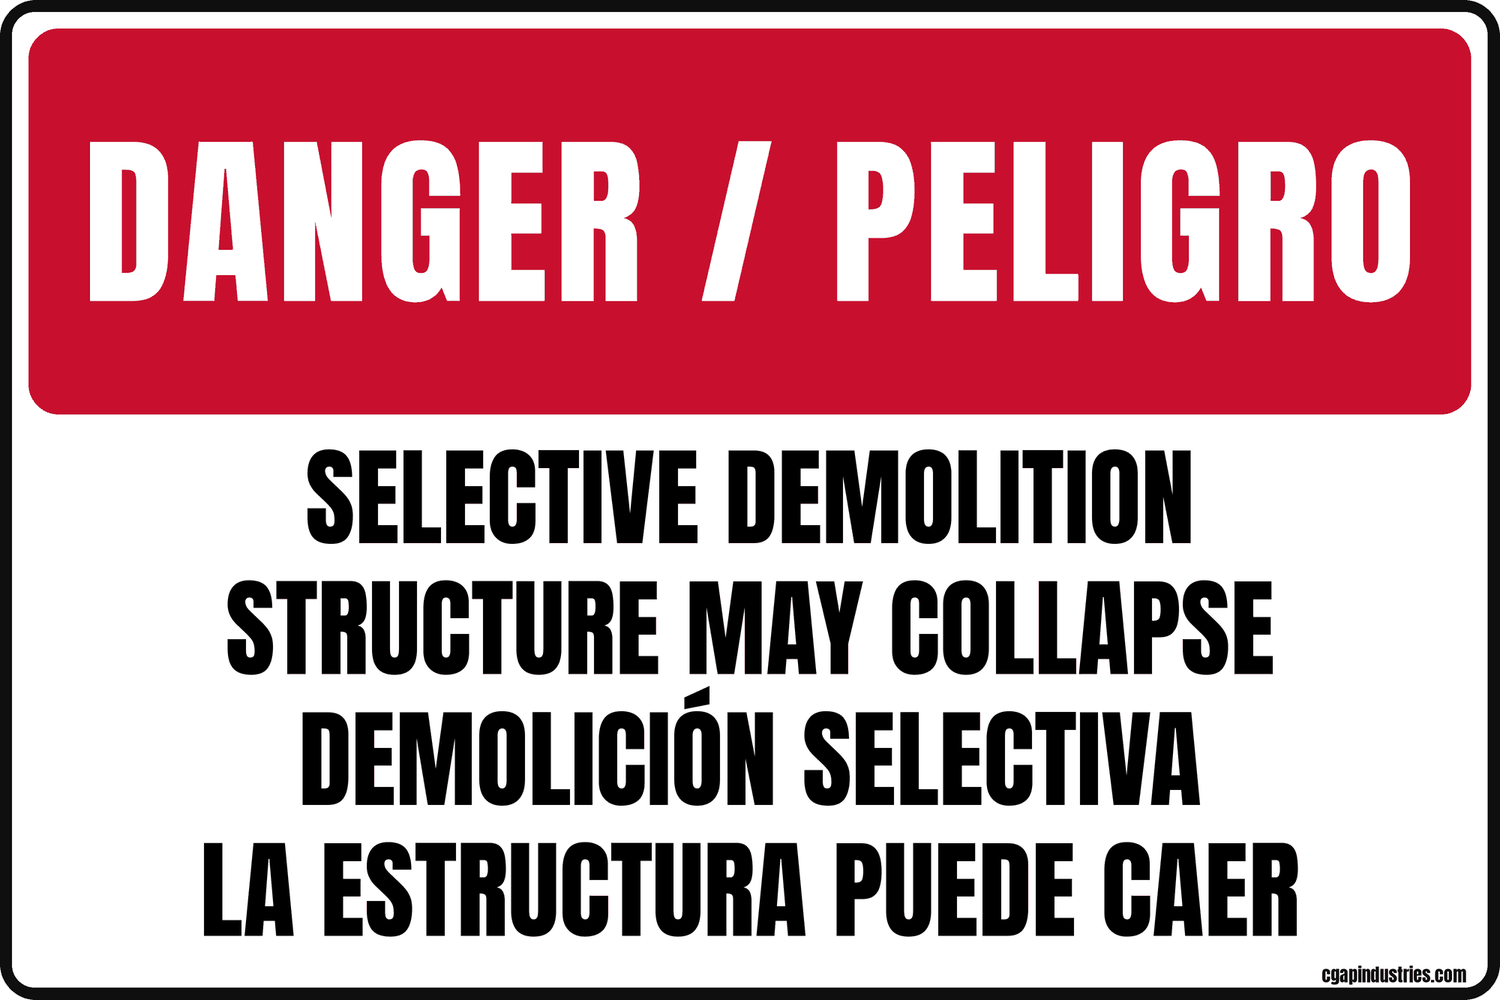 DANGER / PELIGRO
SELECTIVE DEMOLITION
STRUCTURE MAY COLLAPSE
DEMOLICIÓN SELECTIVA
LA ESTRUCTURA PUEDE CAER
cgapindustries.com